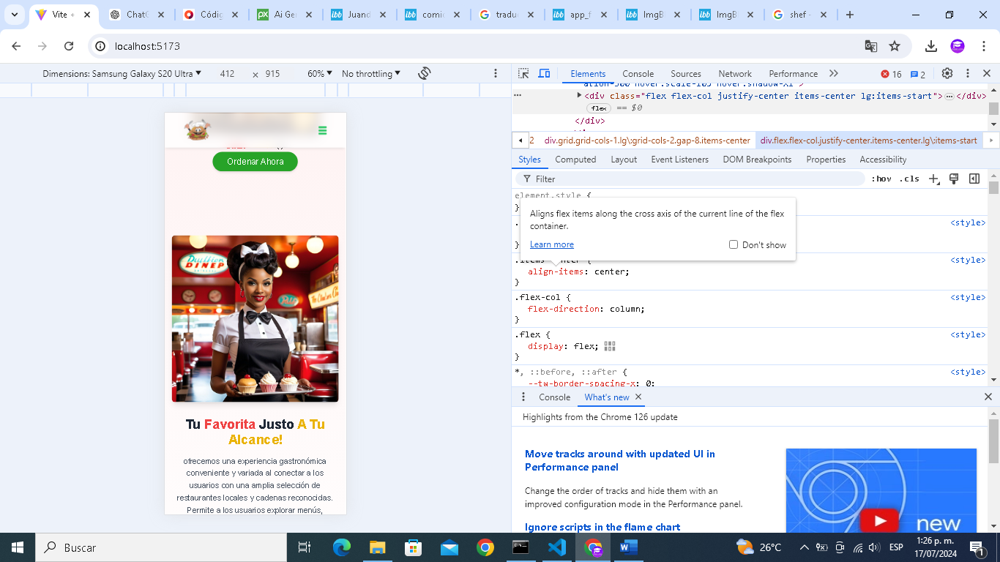 Vite +
ChatG
Códig
Ai Ge
Juand
comic
tradu
app_f
ImgB
ImgB
shef -
localhost:5173
Dimensions: Samsung Galaxy S20 Ultra
412
×
915
60%
No throttling
Elements
Console
Sources
Network
Performance
16
2
ation-300 hover:scale-105 hover:shadow-xl">
<div class="flex flex-col justify-center items-center lg:items-start">
</div>
flex
== $0
</div>
2
div.grid.grid-cols-1.lg\:grid-cols-2.gap-8.items-center
div.flex.flex-col.justify-center.items-center.lg\:items-start
Styles
Computed
Layout
Event Listeners
DOM Breakpoints
Properties
Accessibility
Filter
:hov
.cls
element.style {
}
Aligns flex items along the cross axis of the current line of the flex
container.
Learn more
Don't show
<style>
}
.items-center {
<style>
align-items: center;
}
.flex-col {
<style>
flex-direction: column;
}
.flex {
<style>
display: flex;
}
*, ::before, ::after {
<style>
--tw-border-spacing-x: 0;
Console
What's new
Highlights from the Chrome 126 update
Move tracks around with updated UI in
Performance panel
Change the order of tracks and hide them with an
improved configuration mode in the Performance panel.
Ignore scripts in the flame chart
new
Ordenar Ahora
DINEP
Tu Favorita Justo A Tu
Alcance!
ofrecemos una experiencia gastronómica
conveniente y variada al conectar a los
usuarios con una amplia selección de
restaurantes locales y cadenas reconocidas.
Permite a los usuarios explorar menús,
Buscar
26°C
ESP
1:26 p. m.
17/07/2024
1